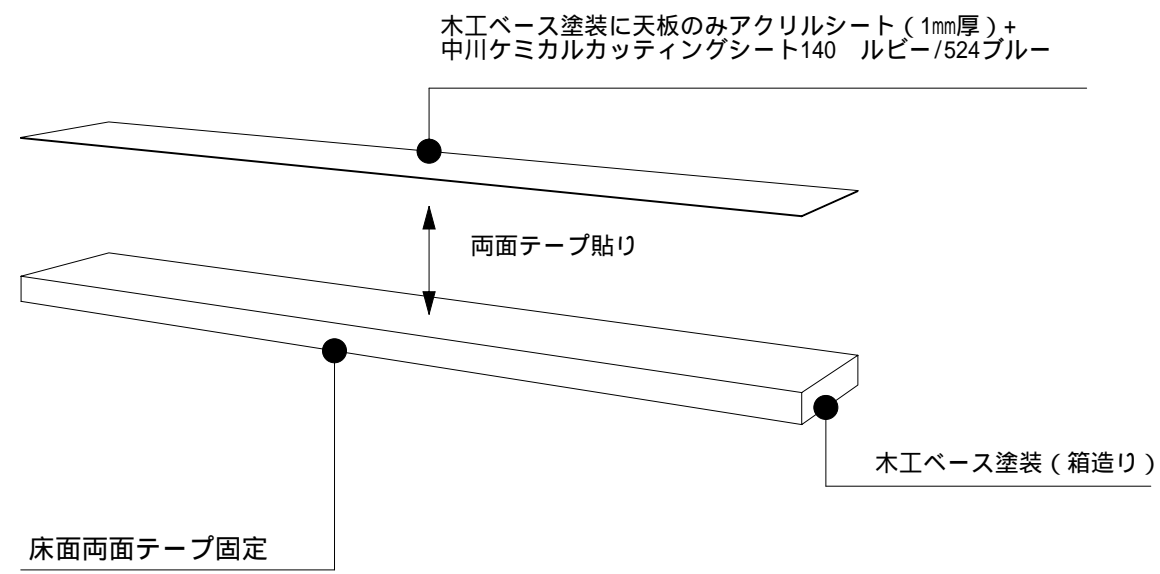 木工ベース塗装に天板のみアクリルシート（1㎜厚）+
中川ケミカルカッティングシート140　ルビー/524ブルー
両面テープ貼り
木工ベース塗装（箱造り）
床面両面テープ固定